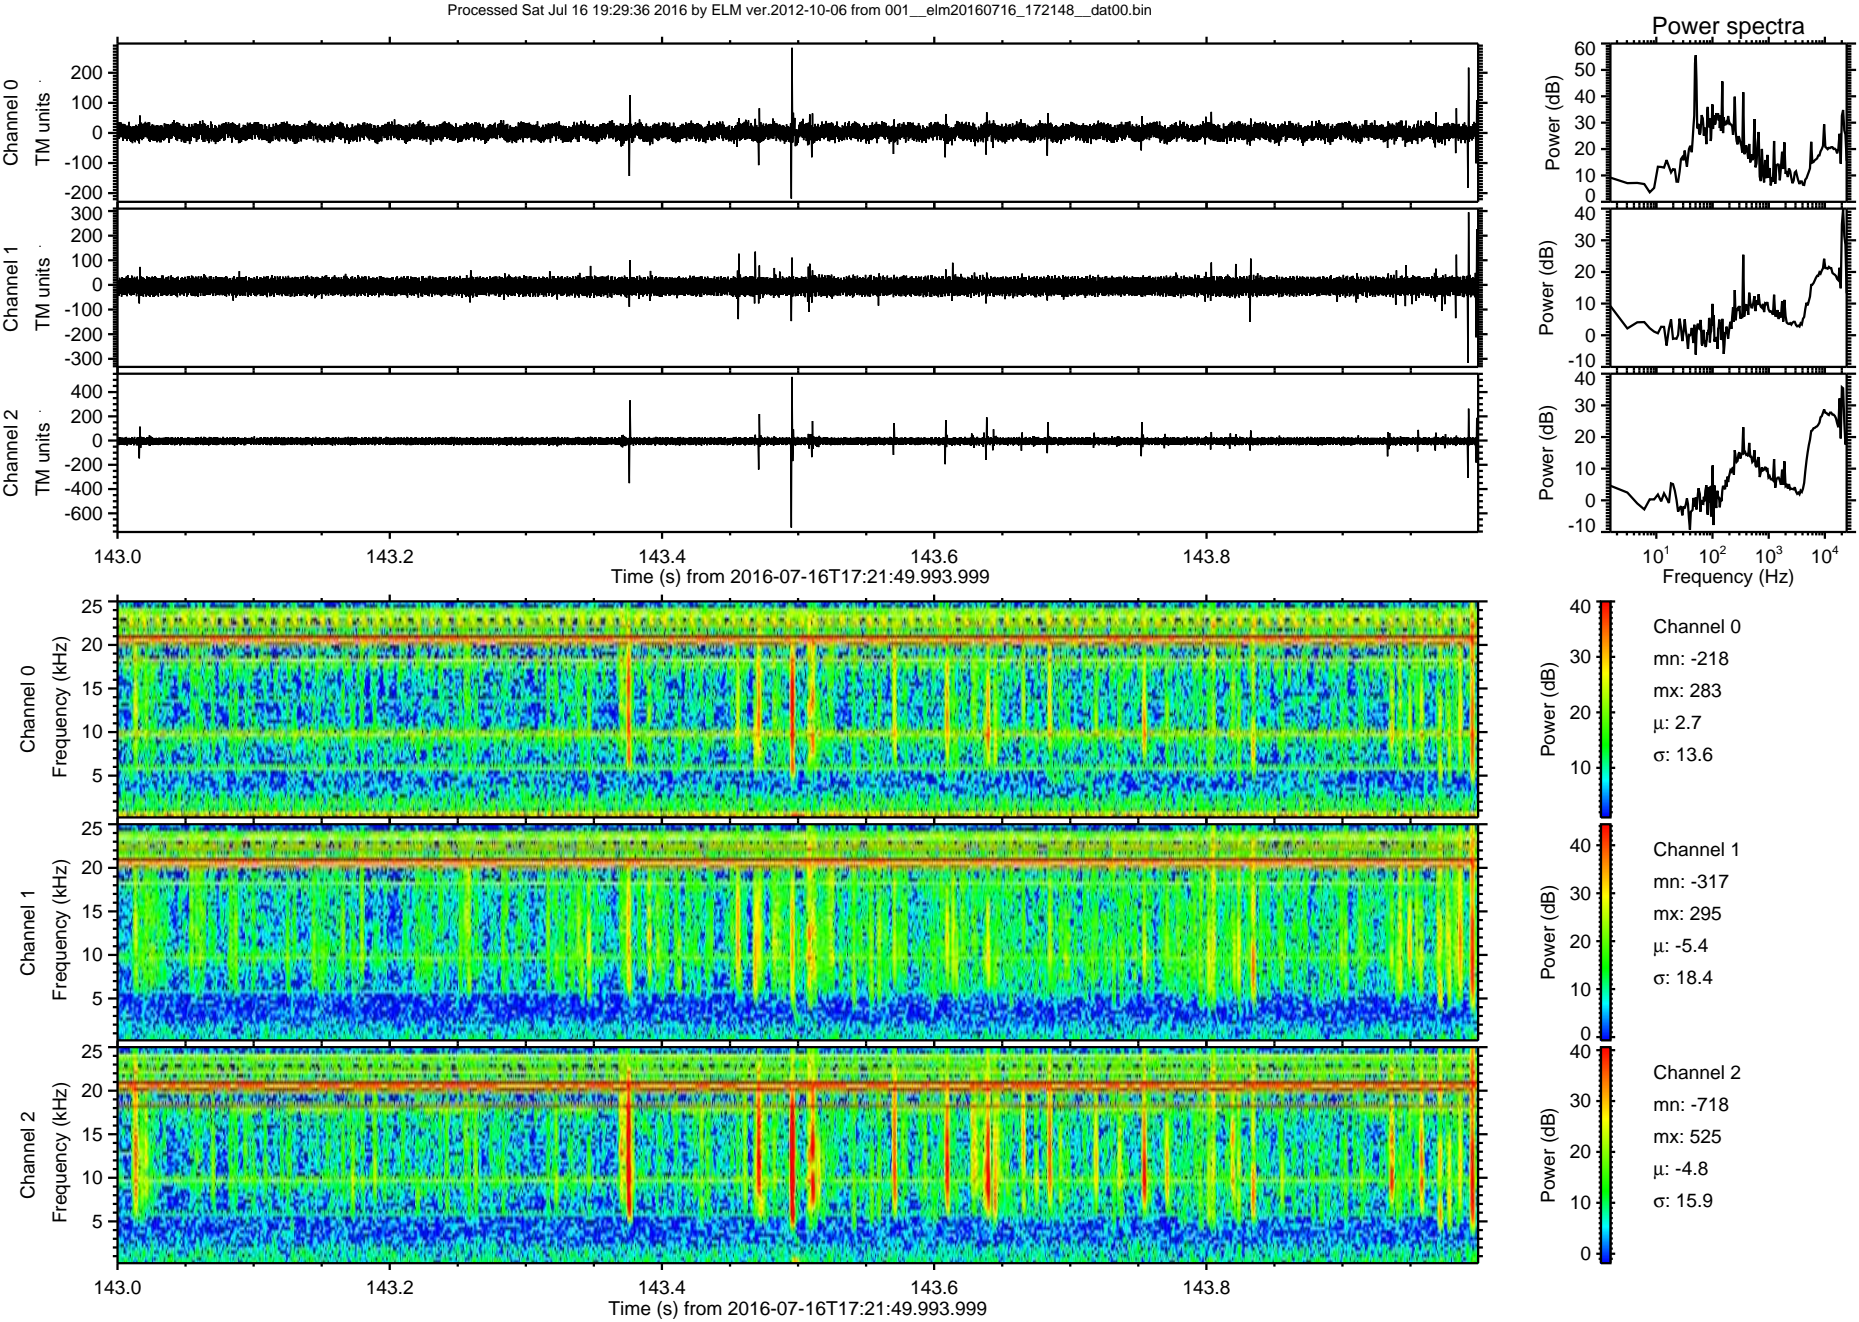 Processed Sat Jul 16 19:29:36 2016 by ELM ver.2012-10-06 from 001__elm20160716_172148__dat00.bin
Power spectra
Channel 0
TM units
200
100
0
-100
-200
Power (dB)
60
50
40
30
20
10
0
Channel 1
TM units
300
200
100
0
-100
-200
-300
Power (dB)
40
30
20
10
0
-10
Channel 2
TM units
400
200
0
-200
-400
-600
Power (dB)
40
30
20
10
0
-10
143.0 143.2 143.4 143.6 143.8
Time (s) from 2016-07-16T17:21:49.993.999
10^1 10^2 10^3 10^4
Frequency (Hz)
Channel 0
Frequency (kHz)
25
20
15
10
5
Power (dB)
40
30
20
10
Channel 0
mn: -218
mx: 283
μ: 2.7
σ: 13.6
Channel 1
Frequency (kHz)
25
20
15
10
5
Power (dB)
40
30
20
10
0
Channel 1
mn: -317
mx: 295
μ: -5.4
σ: 18.4
Channel 2
Frequency (kHz)
25
20
15
10
5
Power (dB)
40
30
20
10
0
Channel 2
mn: -718
mx: 525
μ: -4.8
σ: 15.9
143.0 143.2 143.4 143.6 143.8
Time (s) from 2016-07-16T17:21:49.993.999